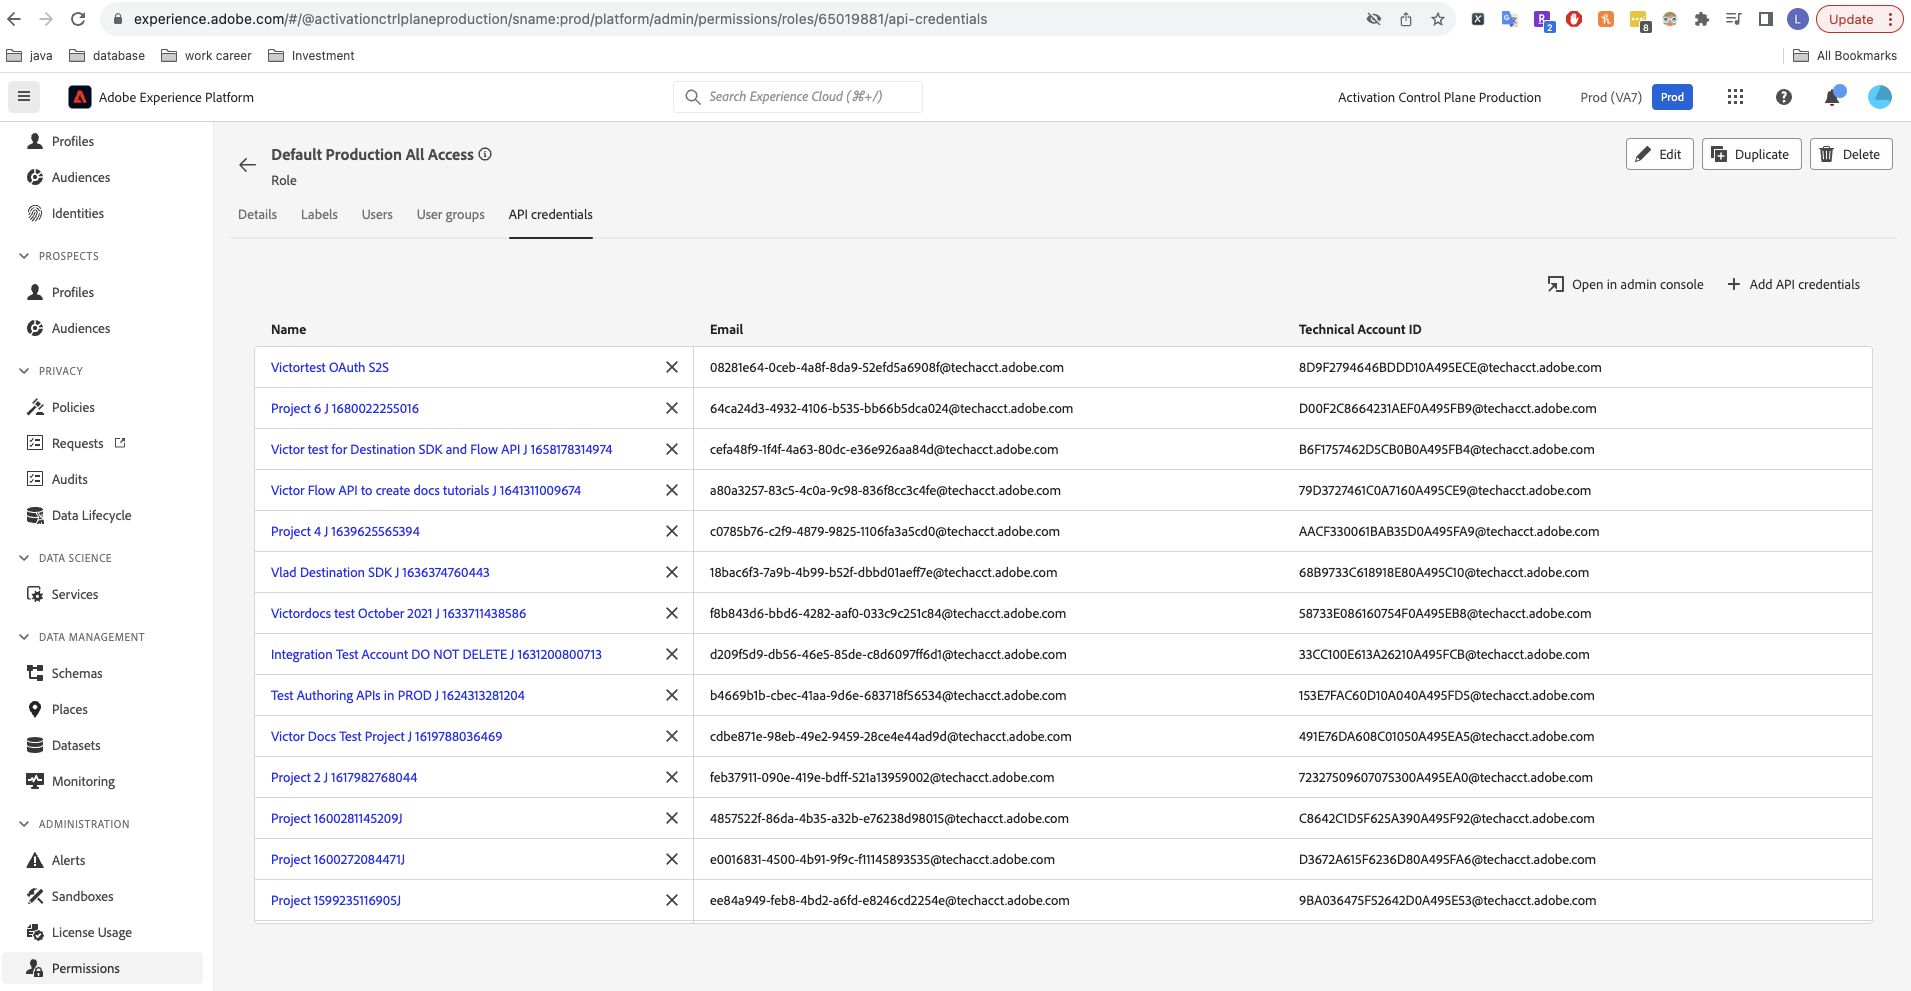 experience.adobe.com/#/@activationctrlplaneproduction/sname:prod/platform/admin/permissions/roles/65019881/api-credentials
2
8
L
Update
java
database
work career
Investment
All Bookmarks
Adobe Experience Platform
Search Experience Cloud (⌘+/)
Activation Control Plane Production
Prod (VA7)
Prod
Profiles
Audiences
Identities
PROSPECTS
Profiles
Audiences
PRIVACY
Policies
Requests
Audits
Data Lifecycle
DATA SCIENCE
Services
DATA MANAGEMENT
Schemas
Places
Datasets
Monitoring
ADMINISTRATION
Alerts
Sandboxes
License Usage
Permissions
Default Production All Access
Role
Edit
Duplicate
Delete
Details
Labels
Users
User groups
API credentials
Open in admin console
Add API credentials
Name Email Technical Account ID
Victortest OAuth S2S 08281e64-0ceb-4a8f-8da9-52efd5a6908f@techacct.adobe.com 8D9F2794646BDDD10A495ECE@techacct.adobe.com
Project 6 J 1680022255016 64ca24d3-4932-4106-b535-bb66b5dca024@techacct.adobe.com D00F2C8664231AEF0A495FB9@techacct.adobe.com
Victor test for Destination SDK and Flow API J 1658178314974 cefa48f9-1f4f-4a63-80dc-e36e926aa84d@techacct.adobe.com B6F1757462D5CB0B0A495FB4@techacct.adobe.com
Victor Flow API to create docs tutorials J 1641311009674 a80a3257-83c5-4c0a-9c98-836f8cc3c4fe@techacct.adobe.com 79D3727461C0A7160A495CE9@techacct.adobe.com
Project 4 J 1639625565394 c0785b76-c2f9-4879-9825-1106fa3a5cd0@techacct.adobe.com AACF330061BAB35D0A495FA9@techacct.adobe.com
Vlad Destination SDK J 1636374760443 18bac6f3-7a9b-4b99-b52f-dbbd01aeff7e@techacct.adobe.com 68B9733C618918E80A495C10@techacct.adobe.com
Victordocs test October 2021 J 1633711438586 f8b843d6-bbd6-4282-aaf0-033c9c251c84@techacct.adobe.com 58733E086160754F0A495EB8@techacct.adobe.com
Integration Test Account DO NOT DELETE J 1631200800713 d209f5d9-db56-46e5-85de-c8d6097ff6d1@techacct.adobe.com 33CC100E613A26210A495FCB@techacct.adobe.com
Test Authoring APIs in PROD J 1624313281204 b4669b1b-cbec-41aa-9d6e-683718f56534@techacct.adobe.com 153E7FAC60D10A040A495FD5@techacct.adobe.com
Victor Docs Test Project J 1619788036469 cdbe871e-98eb-49e2-9459-28ce4e44ad9d@techacct.adobe.com 491E76DA608C01050A495EA5@techacct.adobe.com
Project 2 J 1617982768044 feb37911-090e-419e-bdff-521a13959002@techacct.adobe.com 72327509607075300A495EA0@techacct.adobe.com
Project 1600281145209J 4857522f-86da-4b35-a32b-e76238d98015@techacct.adobe.com C8642C1D5F625A390A495F92@techacct.adobe.com
Project 1600272084471J e0016831-4500-4b91-9f9c-f11145893535@techacct.adobe.com D3672A615F6236D80A495FA6@techacct.adobe.com
Project 1599235116905J ee84a949-feb8-4bd2-a6fd-e8246cd2254e@techacct.adobe.com 9BA036475F52642D0A495E53@techacct.adobe.com